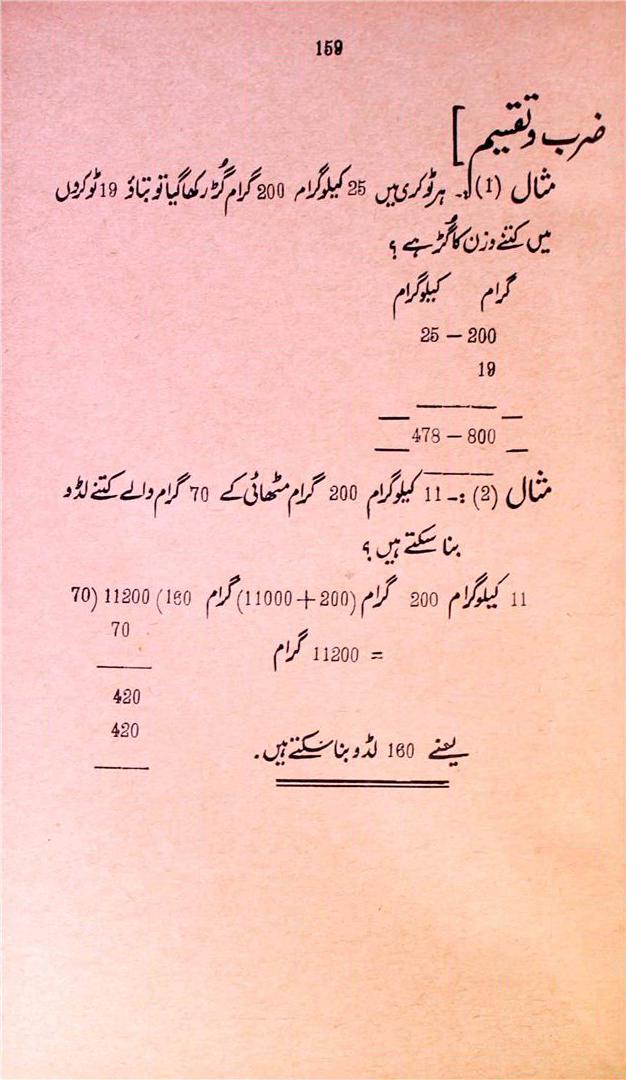 159
ضرب و تقسیم]
مثال (1):۔ ہر ٹوکری میں 25 کیلوگرام 200 گرام گُڑ رکھا گیا تو بتاؤ 19 ٹوکروں
میں کتنے وزن کا گُڑ ہے ؟
گرام کیلوگرام
25 — 200
19
478 — 800
مثال (2):۔ 11 کیلوگرام 200 گرام مٹھائی کے 70 گرام والے کتنے لڈو
بنا سکتے ہیں ؟
11 کیلوگرام 200 گرام (11000+200) گرام 70) 11200 (160
70
= 11200 گرام
420
420
یعنے 160 لڈو بنا سکتے ہیں۔